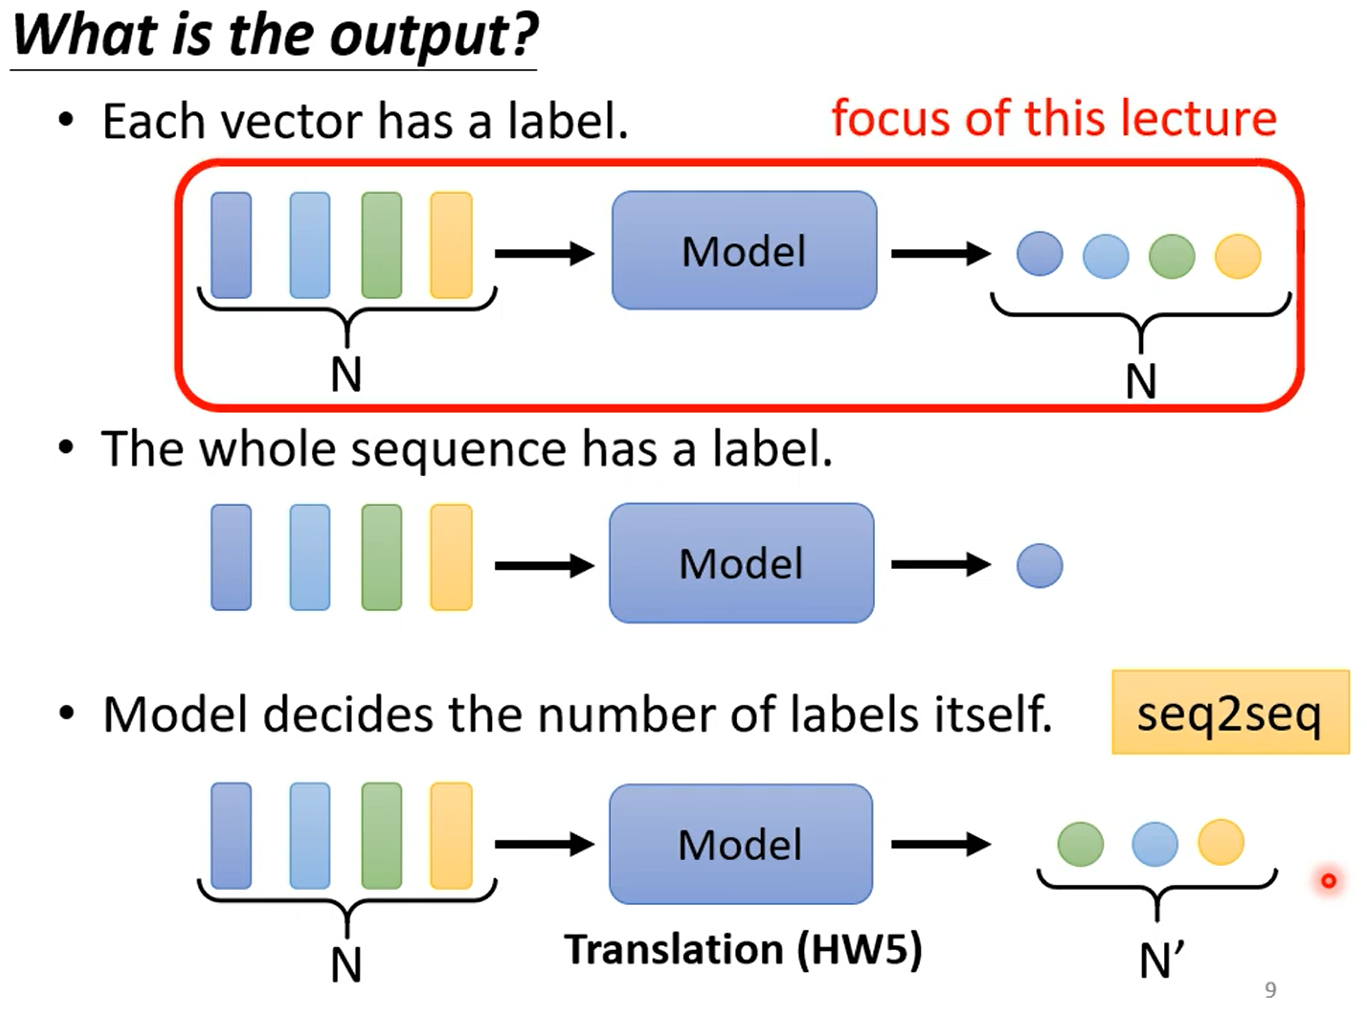 What is the output?
• Each vector has a label.
focus of this lecture
Model
N
N
• The whole sequence has a label.
Model
• Model decides the number of labels itself.
seq2seq
Model
Translation (HW5)
N
N’
9